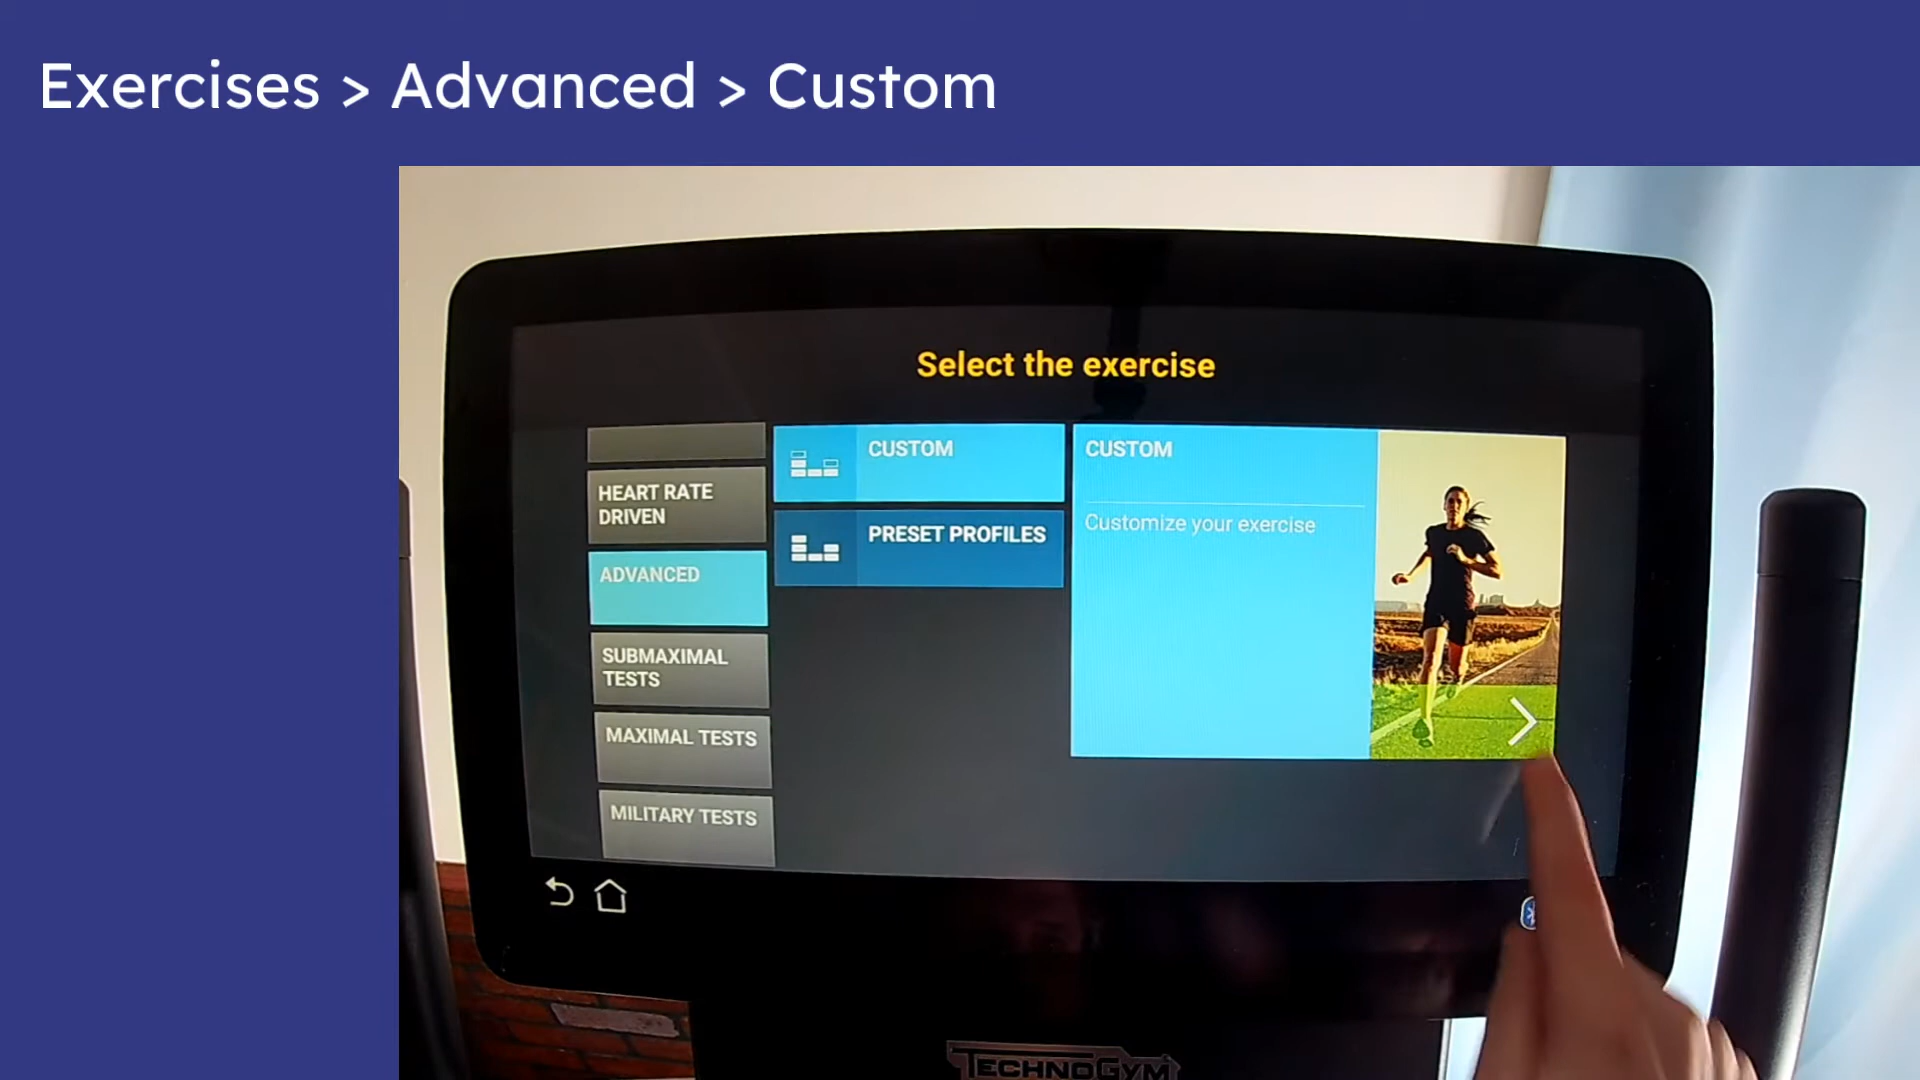 Exercises > Advanced > Custom
Select the exercise
HEART RATE
DRIVEN
ADVANCED
SUBMAXIMAL
TESTS
MAXIMAL TESTS
MILITARY TESTS
CUSTOM
PRESET PROFILES
CUSTOM
Customize your exercise
TECHNOGYM